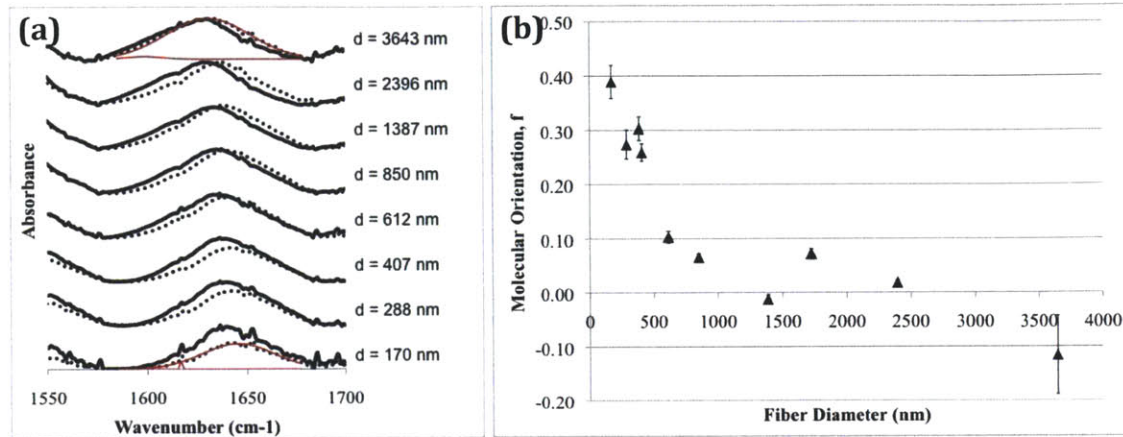 (a)
d = 3643 nm
d = 2396 nm
d = 1387 nm
d = 850 nm
d = 612 nm
d = 407 nm
d = 288 nm
d = 170 nm
Absorbance
1550 1600 1650 1700
Wavenumber (cm-1)
(b)
0.50
0.40
0.30
0.20
0.10
0.00
-0.10
-0.20
Molecular Orientation, f
0 500 1000 1500 2000 2500 3000 3500 4000
Fiber Diameter (nm)